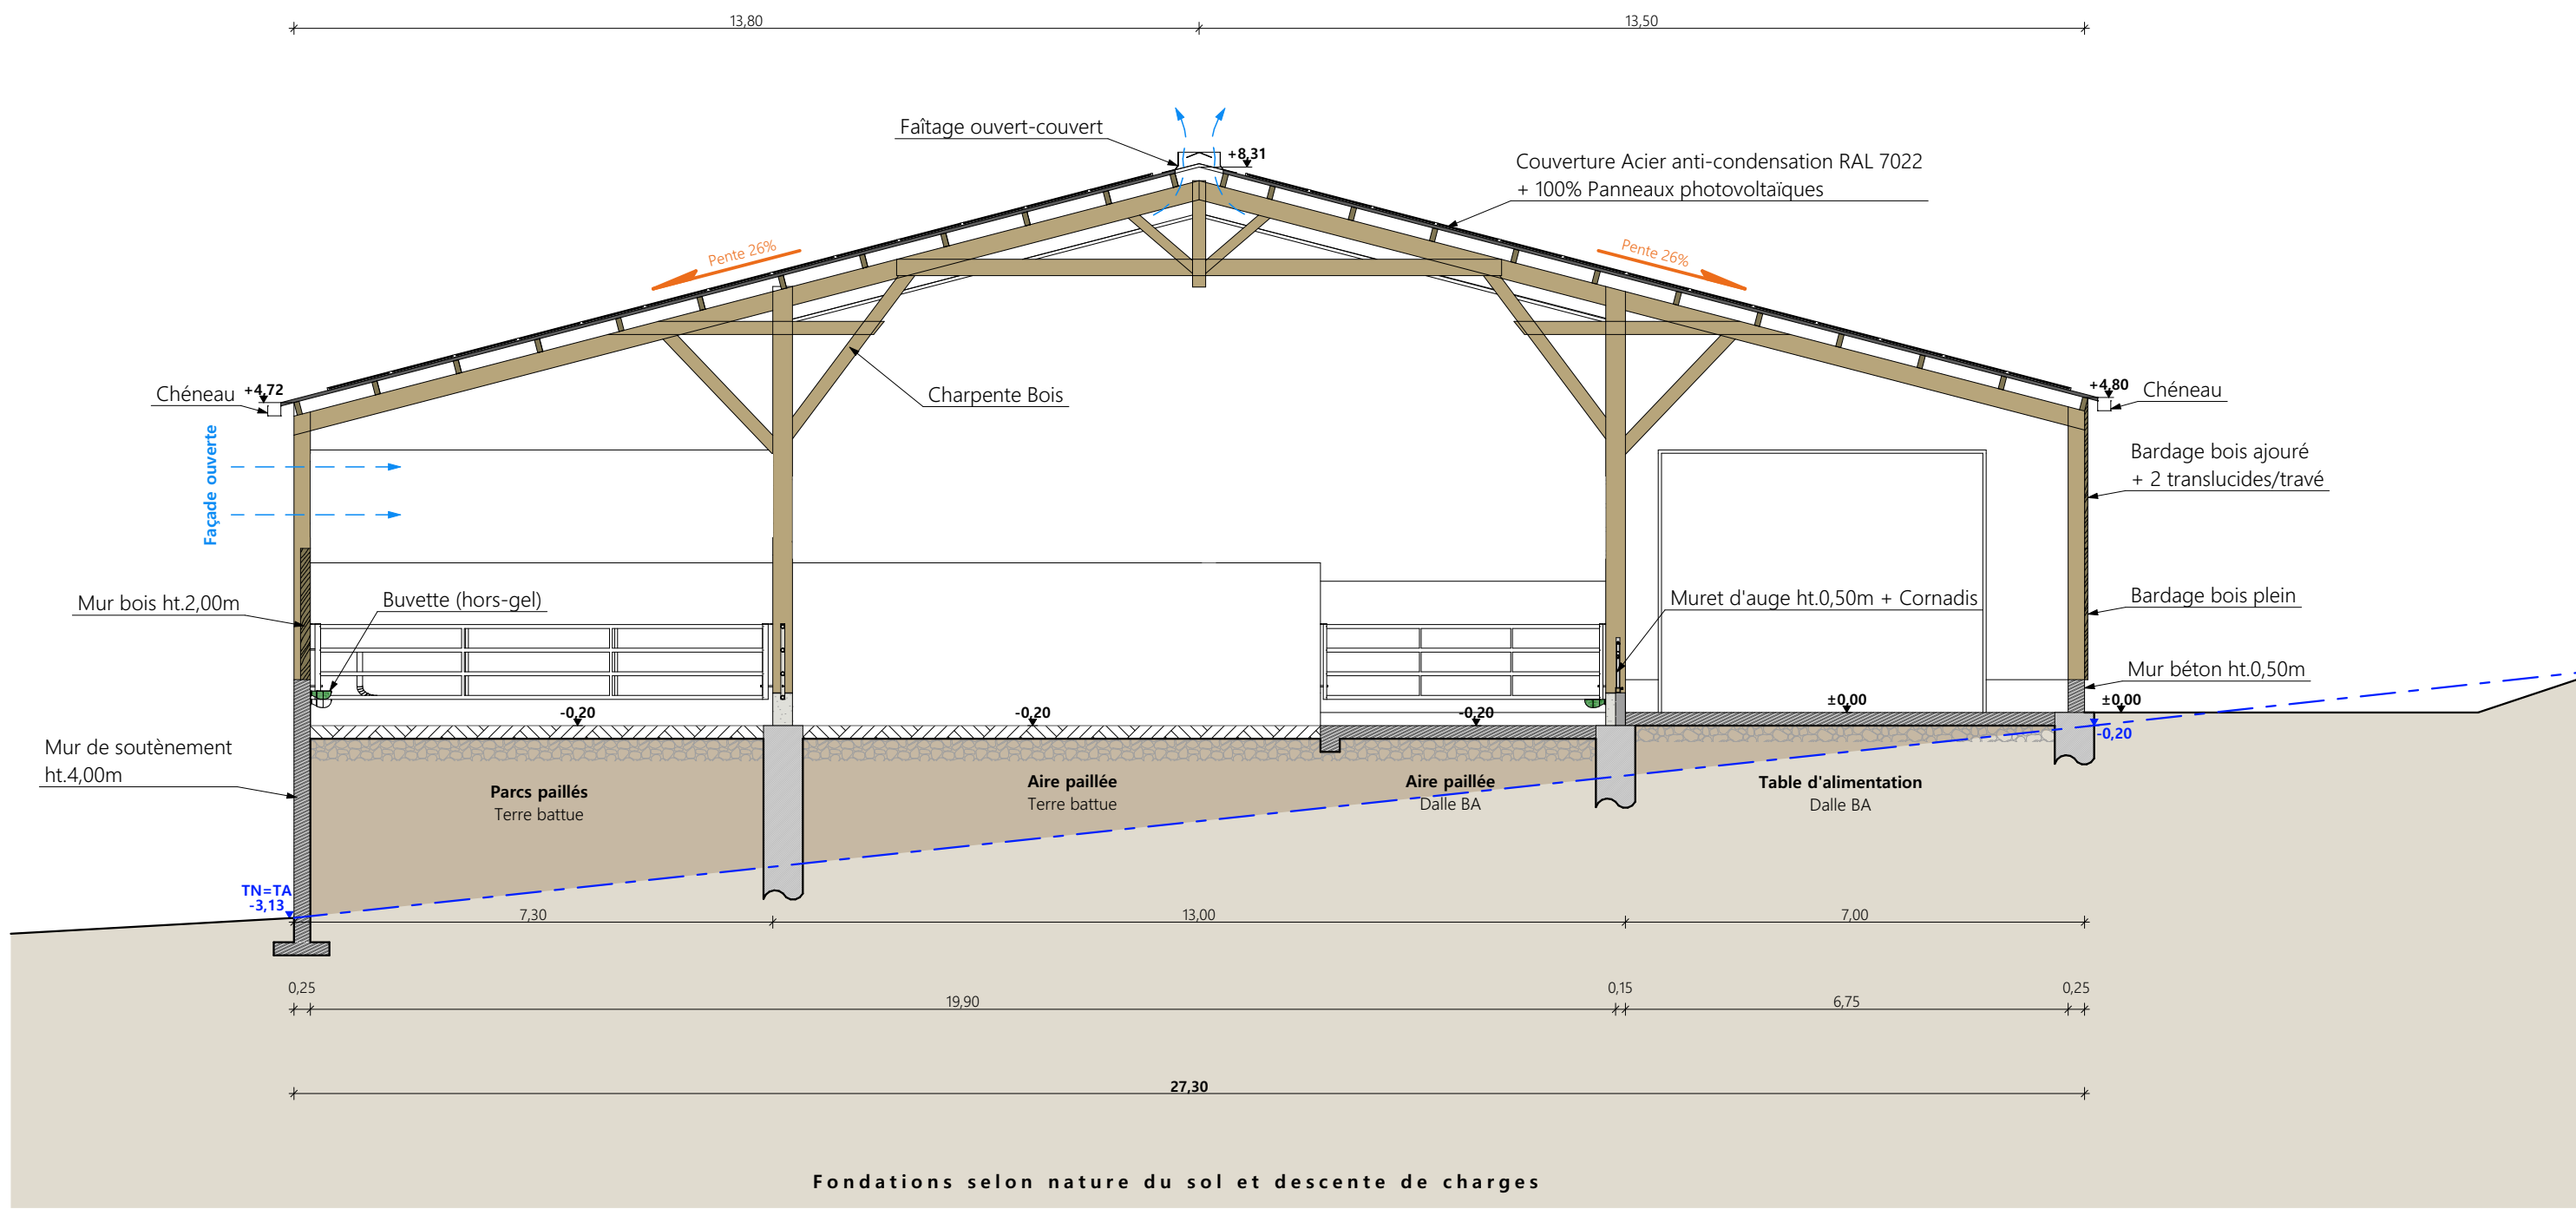 13,80
13,50
Faîtage ouvert-couvert
+8,31
Couverture Acier anti-condensation RAL 7022
+ 100% Panneaux photovoltaïques
Pente 26%
Pente 26%
Chéneau
+4,72
Charpente Bois
+4,80
Chéneau
Façade ouverte
Bardage bois ajouré
+ 2 translucides/travé
Mur bois ht.2,00m
Buvette (hors-gel)
Muret d'auge ht.0,50m + Cornadis
Bardage bois plein
Mur béton ht.0,50m
-0,20
-0,20
-0,20
±0,00
±0,00
-0,20
Mur de soutènement
ht.4,00m
Parcs paillés
Terre battue
Aire paillée
Terre battue
Aire paillée
Dalle BA
Table d'alimentation
Dalle BA
TN=TA
-3,13
7,30
13,00
7,00
0,25
19,90
0,15
6,75
0,25
27,30
Fondations selon nature du sol et descente de charges